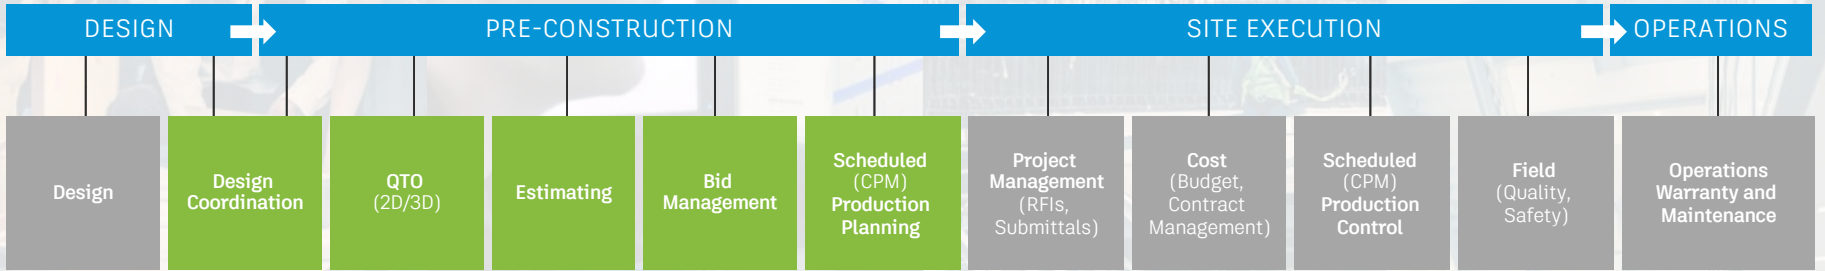 DESIGN
PRE-CONSTRUCTION
SITE EXECUTION
OPERATIONS
Design
Design
Coordination
QTO
(2D/3D)
Estimating
Bid
Management
Scheduled
(CPM)
Production
Planning
Project
Management
(RFIs,
Submittals)
Cost
(Budget,
Contract
Management)
Scheduled
(CPM)
Production
Control
Field
(Quality,
Safety)
Operations
Warranty and
Maintenance